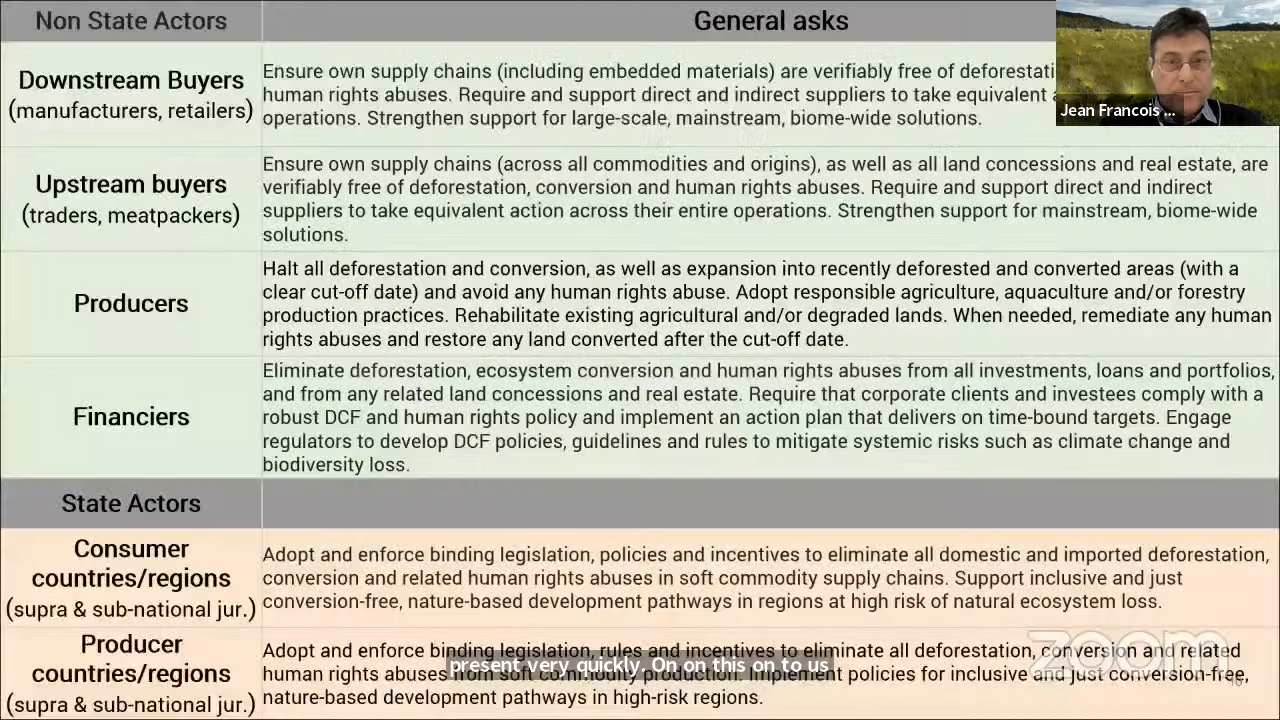 Non State Actors
General asks
Downstream Buyers
(manufacturers, retailers)
Ensure own supply chains (including embedded materials) are verifiably free of deforestati
human rights abuses. Require and support direct and indirect suppliers to take equivalent
operations. Strengthen support for large-scale, mainstream, biome-wide solutions.
Jean Francois ...
Upstream buyers
(traders, meatpackers)
Ensure own supply chains (across all commodities and origins), as well as all land concessions and real estate, are
verifiably free of deforestation, conversion and human rights abuses. Require and support direct and indirect
suppliers to take equivalent action across their entire operations. Strengthen support for mainstream, biome-wide
solutions.
Producers
Halt all deforestation and conversion, as well as expansion into recently deforested and converted areas (with a
clear cut-off date) and avoid any human rights abuse. Adopt responsible agriculture, aquaculture and/or forestry
production practices. Rehabilitate existing agricultural and/or degraded lands. When needed, remediate any human
rights abuses and restore any land converted after the cut-off date.
Financiers
Eliminate deforestation, ecosystem conversion and human rights abuses from all investments, loans and portfolios,
and from any related land concessions and real estate. Require that corporate clients and investees comply with a
robust DCF and human rights policy and implement an action plan that delivers on time-bound targets. Engage
regulators to develop DCF policies, guidelines and rules to mitigate systemic risks such as climate change and
biodiversity loss.
State Actors
Consumer
countries/regions
(supra & sub-national jur.)
Adopt and enforce binding legislation, policies and incentives to eliminate all domestic and imported deforestation,
conversion and related human rights abuses in soft commodity supply chains. Support inclusive and just
conversion-free, nature-based development pathways in regions at high risk of natural ecosystem loss.
Producer
countries/regions
(supra & sub-national jur.)
Adopt and enforce binding legislation, rules and incentives to eliminate all deforestation, conversion and related
human rights abuses from soft commodity production. Implement policies for inclusive and just conversion-free,
nature-based development pathways in high-risk regions.
present very quickly. On on this on to us
zoom